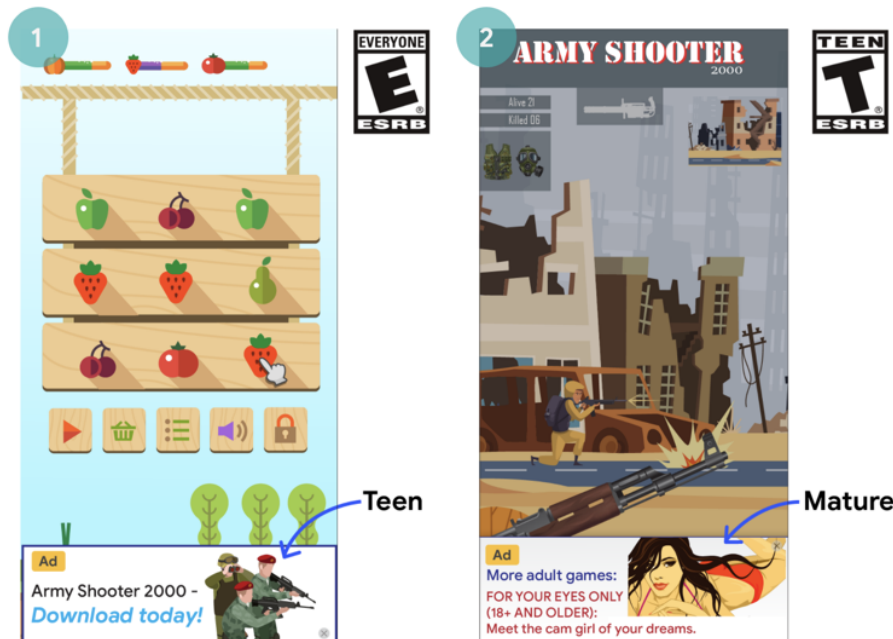 1
EVERYONE
E
®
ESRB
Teen
Ad
Army Shooter 2000 -
Download today!
2
ARMY SHOOTER
2000
TEEN
T
®
ESRB
Alive 21
Killed 06
Mature
Ad
More adult games:
FOR YOUR EYES ONLY
(18+ AND OLDER):
Meet the cam girl of your dreams.